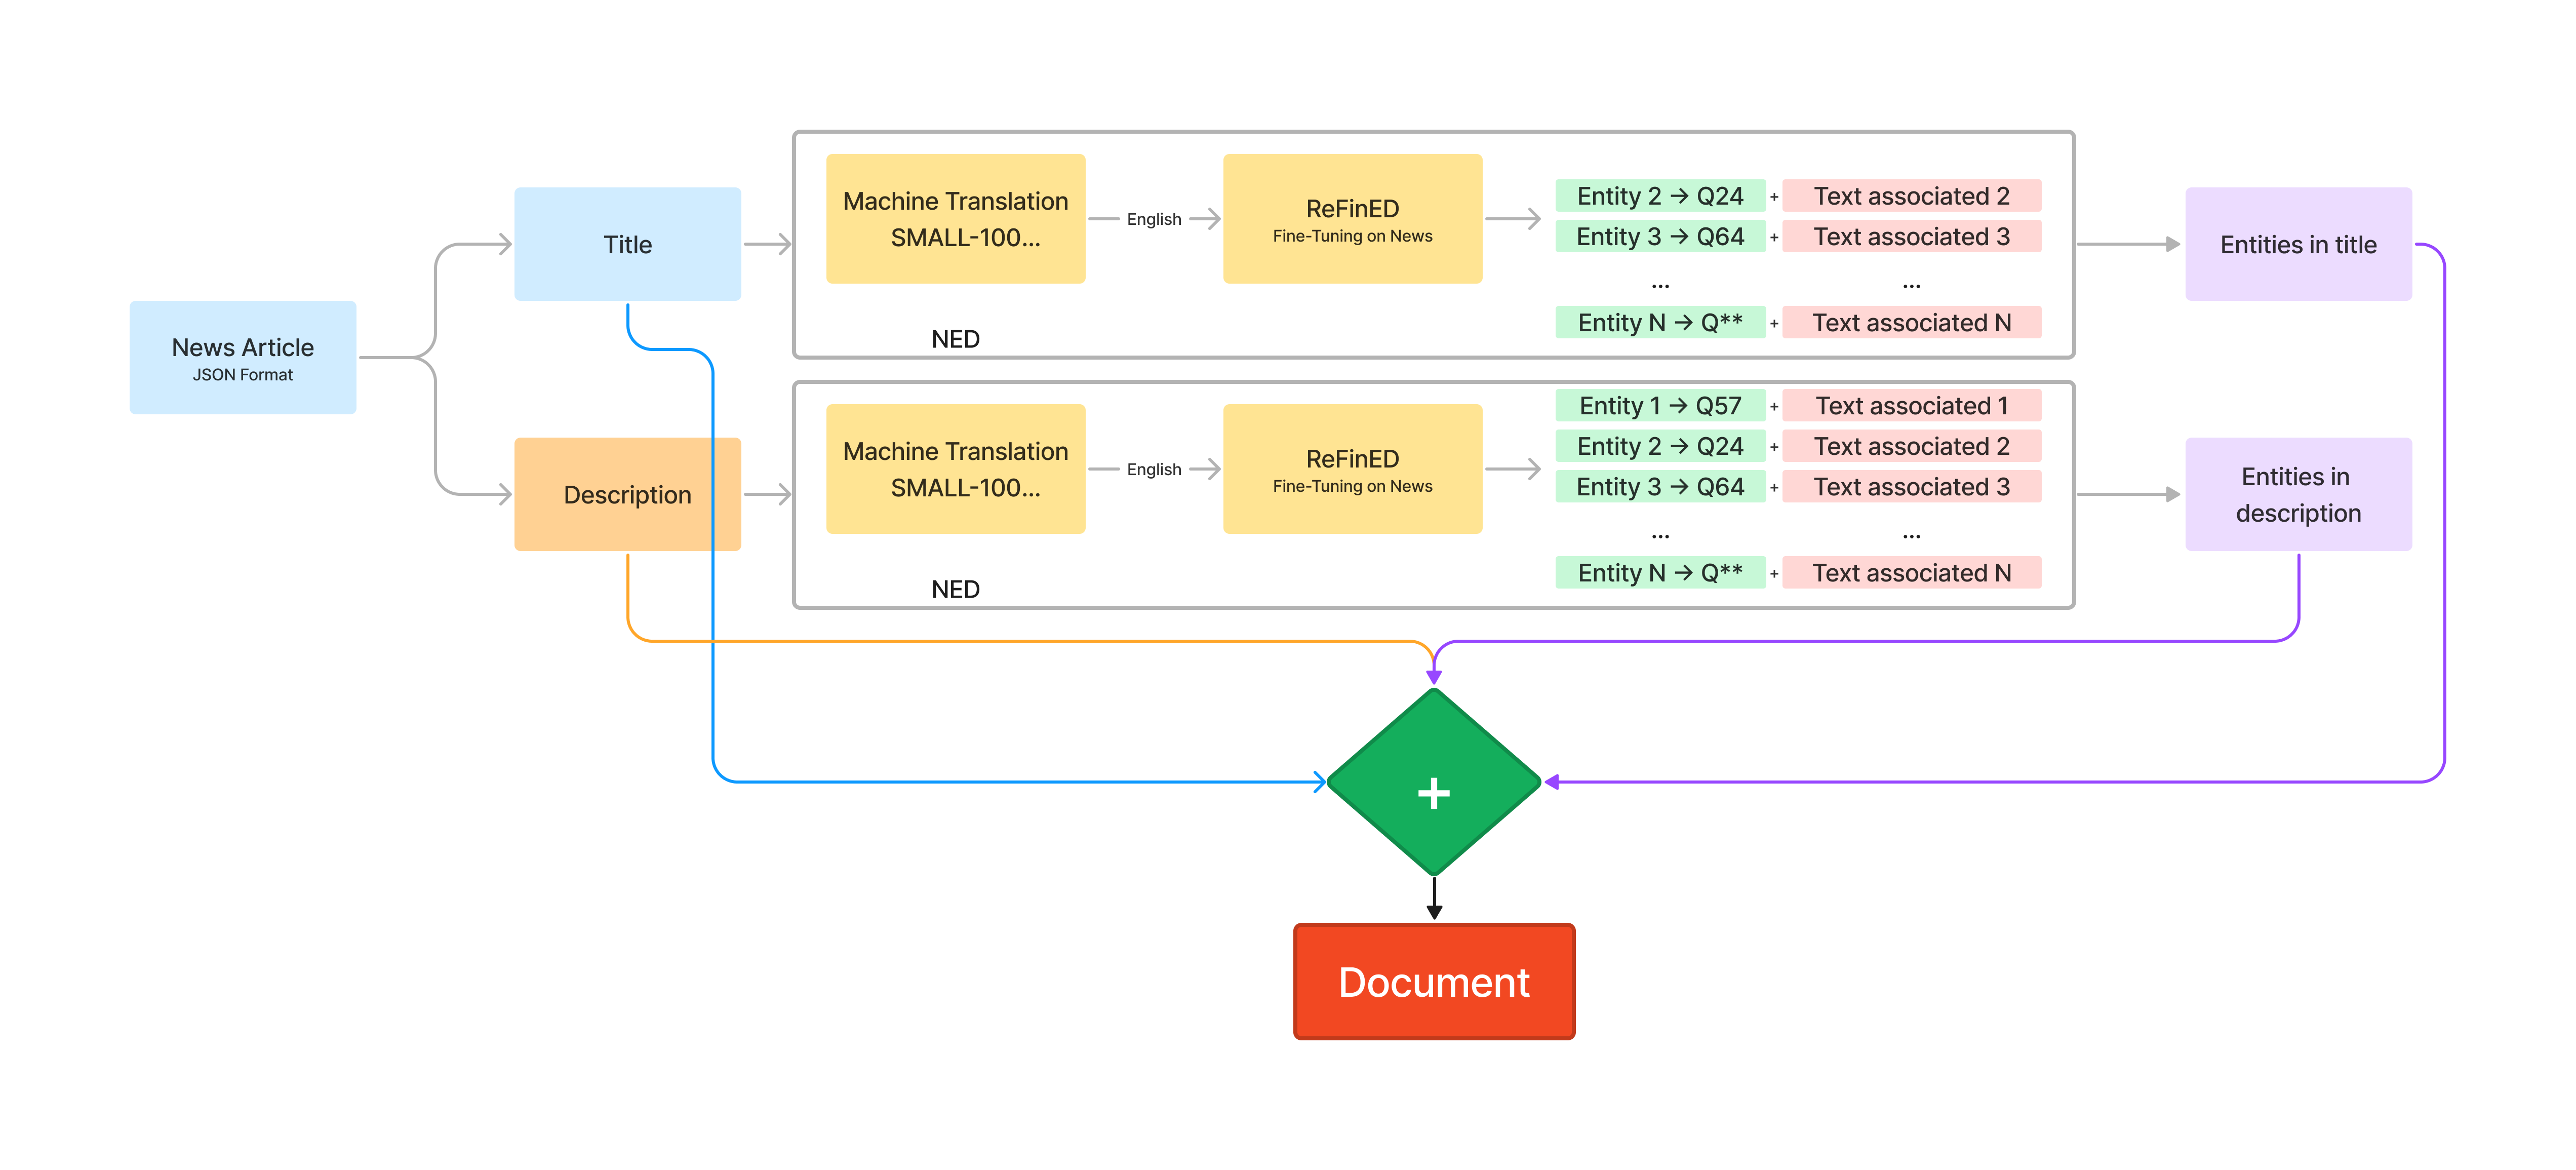 News Article
JSON Format
Title
Description
Machine Translation
SMALL-100...
English
ReFinED
Fine-Tuning on News
Entity 2 → Q24 + Text associated 2
Entity 3 → Q64 + Text associated 3
... ...
Entity N → Q** + Text associated N
NED
Entities in title
Machine Translation
SMALL-100...
English
ReFinED
Fine-Tuning on News
Entity 1 → Q57 + Text associated 1
Entity 2 → Q24 + Text associated 2
Entity 3 → Q64 + Text associated 3
... ...
Entity N → Q** + Text associated N
NED
Entities in
description
+
Document